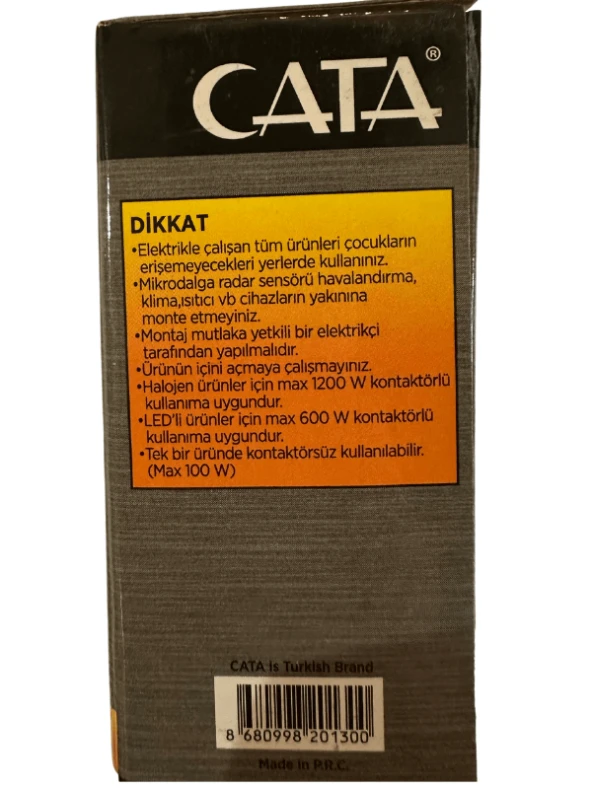 CATA®
DİKKAT
•Elektrikle çalışan tüm ürünleri çocukların
erişemeyecekleri yerlerde kullanınız.
•Mikrodalga radar sensörü havalandırma,
klima,ısıtıcı vb cihazların yakınına
monte etmeyiniz.
•Montaj mutlaka yetkili bir elektrikçi
tarafından yapılmalıdır.
•Ürünün içini açmaya çalışmayınız.
•Halojen ürünler için max 1200 W kontaktörlü
kullanıma uygundur.
•LED'li ürünler için max 600 W kontaktörlü
kullanıma uygundur.
•Tek bir üründe kontaktörsüz kullanılabilir.
(Max 100 W)
CATA is Turkish Brand
8 680998 201300
Made in P.R.C.